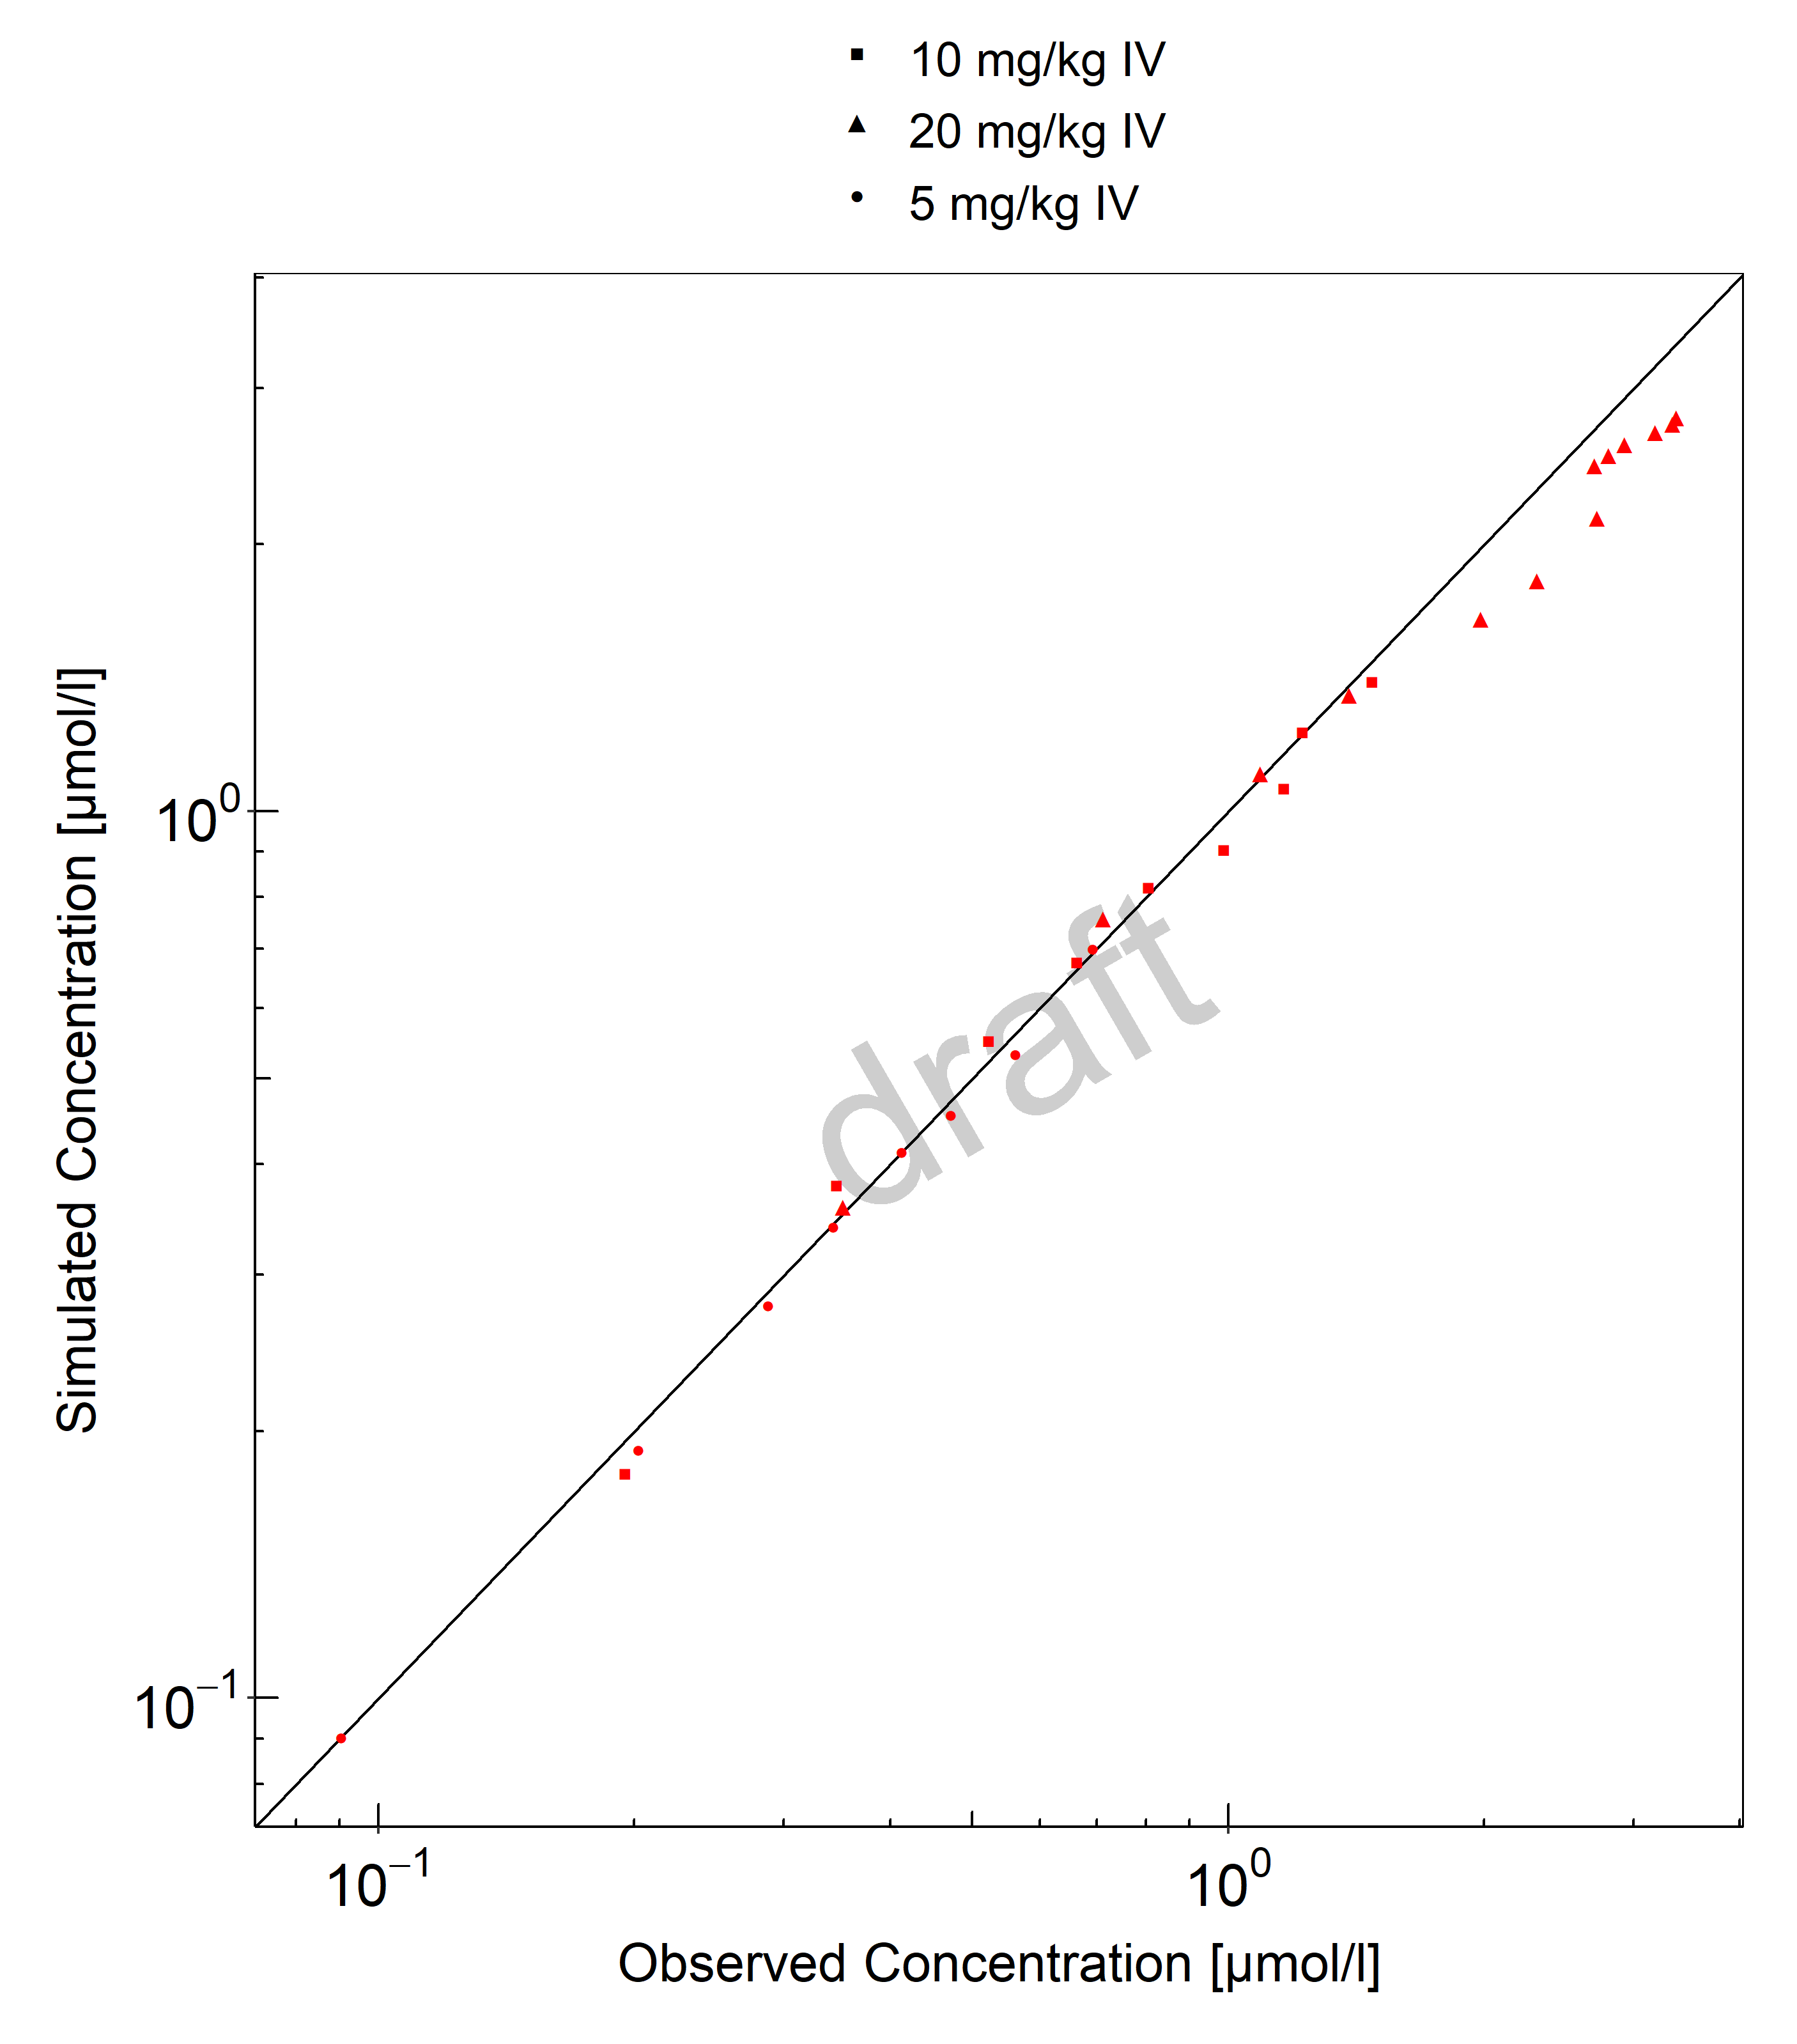 10 mg/kg IV
20 mg/kg IV
5 mg/kg IV
Simulated Concentration [µmol/l]
10⁰
10⁻¹
draft
10⁻¹ 10⁰
Observed Concentration [µmol/l]